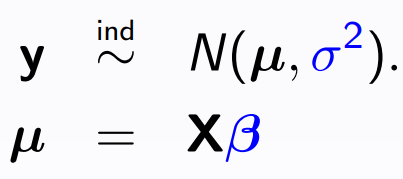 y ind ∼ N(μ, σ²).
μ = Xβ